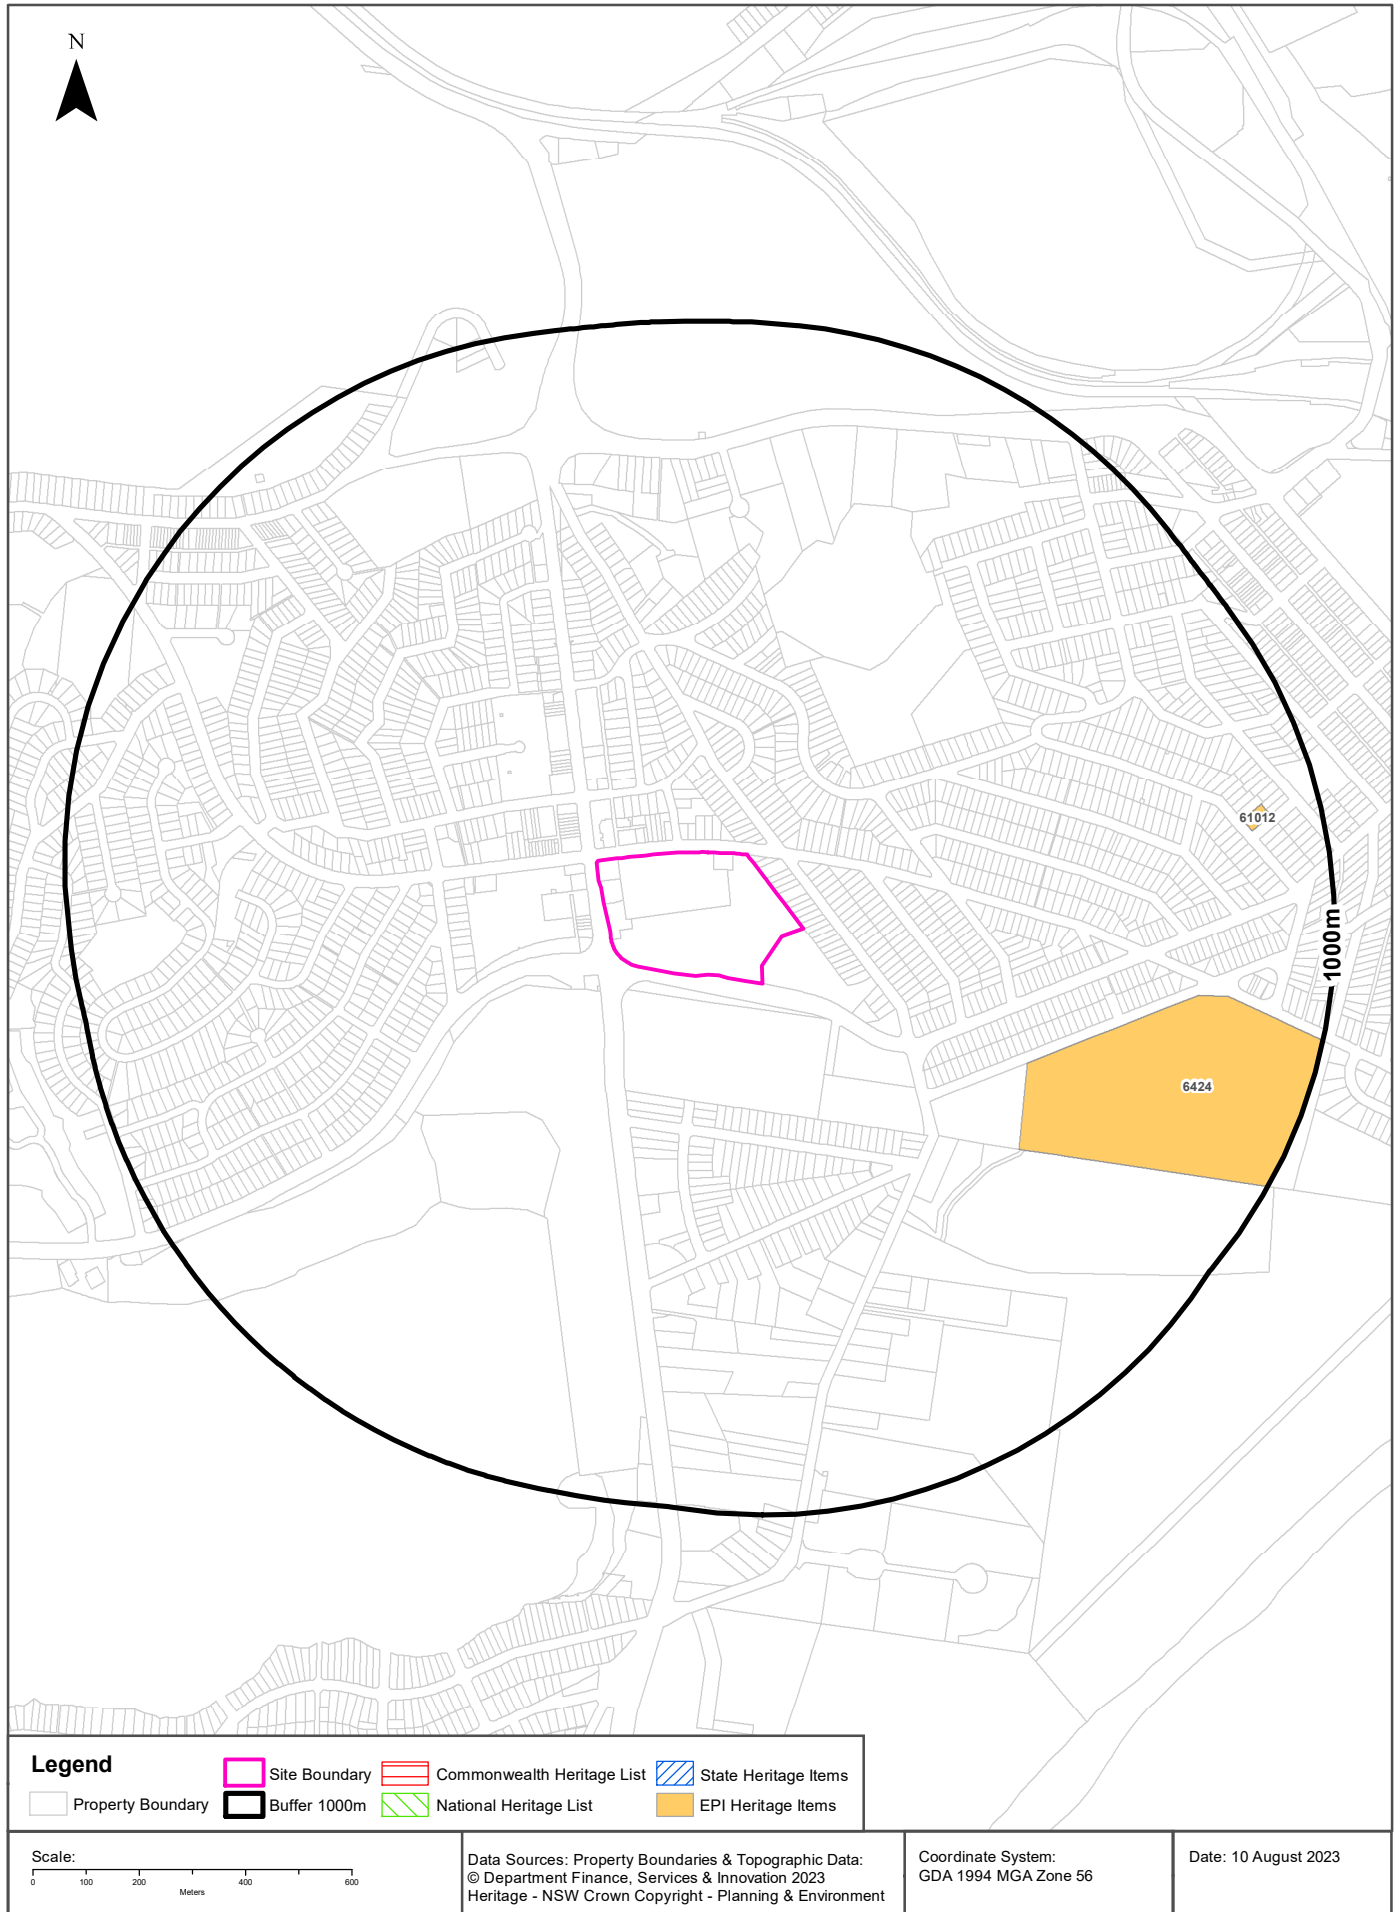 N
61012
1000m
6424
Legend
Property Boundary
Site Boundary
Buffer 1000m
Commonwealth Heritage List
National Heritage List
State Heritage Items
EPI Heritage Items
Scale:
0 100 200 400 600
Meters
Data Sources: Property Boundaries & Topographic Data:
© Department Finance, Services & Innovation 2023
Heritage - NSW Crown Copyright - Planning & Environment
Coordinate System:
GDA 1994 MGA Zone 56
Date: 10 August 2023